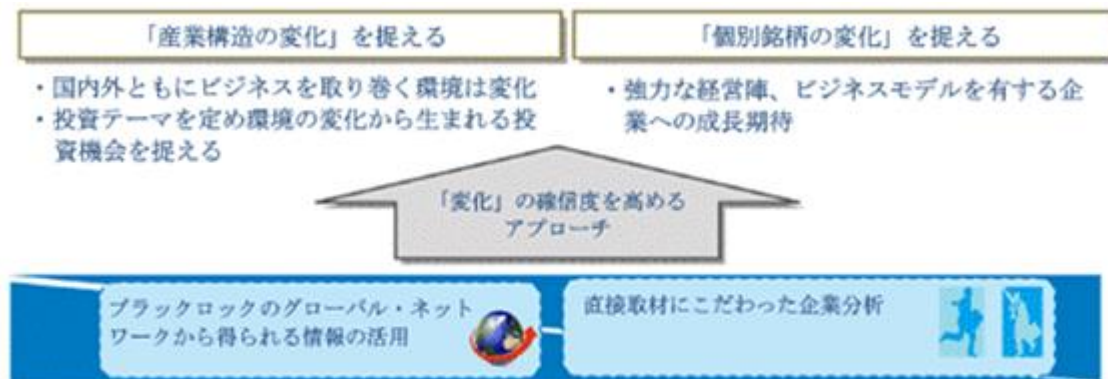 「産業構造の変化」を捉える
・国内外ともにビジネスを取り巻く環境は変化
・投資テーマを定め環境の変化から生まれる投
資機会を捉える
「個別銘柄の変化」を捉える
・強力な経営陣、ビジネスモデルを有する企
業への成長期待
「変化」の確信度を高める
アプローチ
ブラックロックのグローバル・ネット
ワークから得られる情報の活用
直接取材にこだわった企業分析